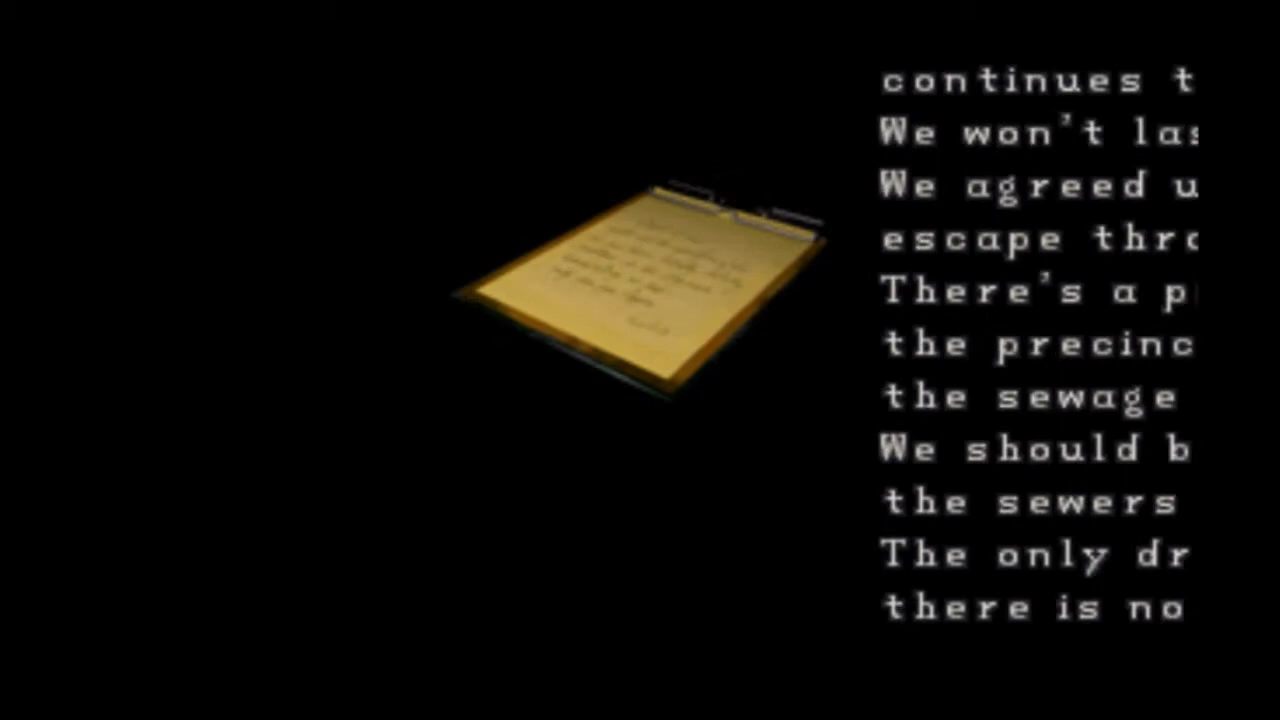 continues t
We won't las
We agreed u
escape thro
There's a p
the precinc
the sewage
We should b
the sewers
The only dr
there is no